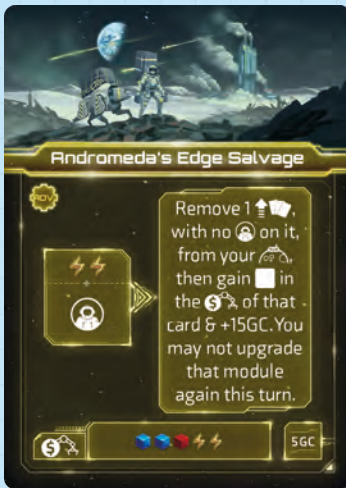 Andromeda's Edge Salvage
ADV
Remove 1
with no on it,
from your
then gain in
the $ of that
card & +15GC. You
may not upgrade
that module
again this turn.
$
5GC